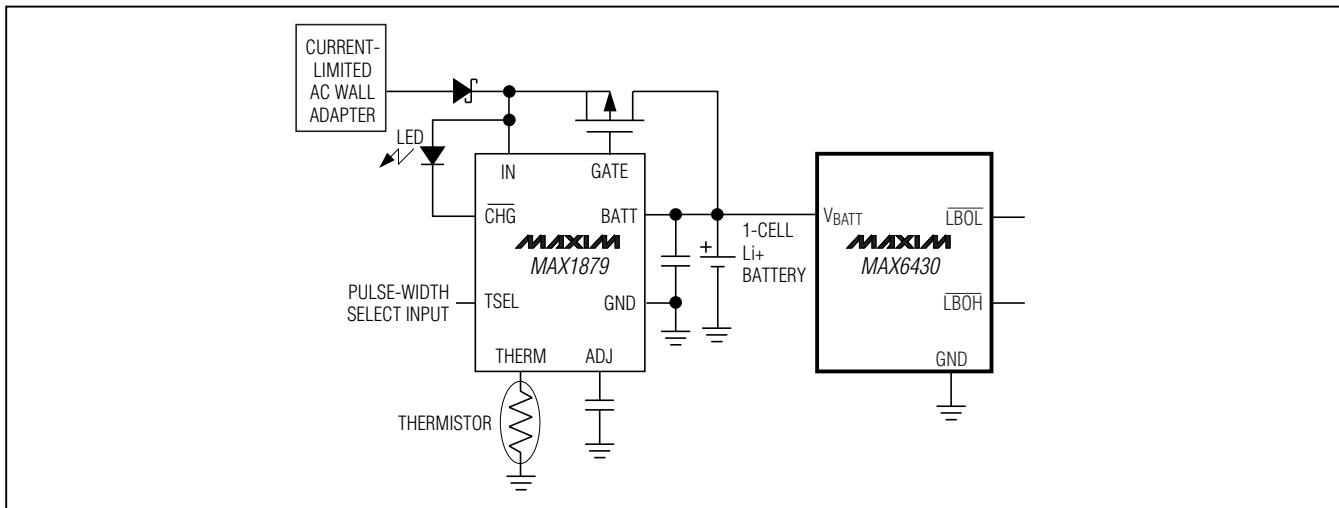 CURRENT-
LIMITED
AC WALL
ADAPTER
LED
IN
GATE
CHG
BATT
MAXIM
MAX1879
PULSE-WIDTH
SELECT INPUT
TSEL
GND
THERM
ADJ
THERMISTOR
+
1-CELL
Li+
BATTERY
VBATT
LBOL
MAXIM
MAX6430
LBOH
GND